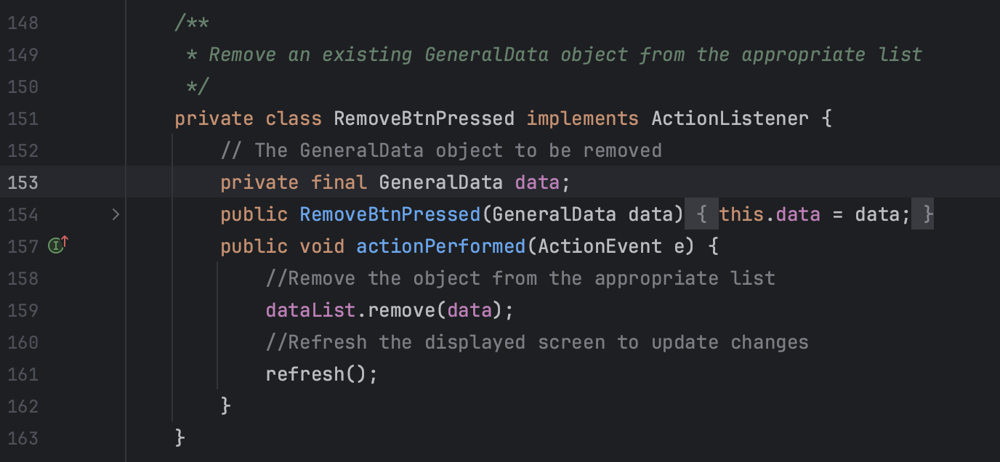 148 /**
149 * Remove an existing GeneralData object from the appropriate list
150 */
151 private class RemoveBtnPressed implements ActionListener {
152 // The GeneralData object to be removed
153 private final GeneralData data;
154 public RemoveBtnPressed(GeneralData data) { this.data = data; }
157 public void actionPerformed(ActionEvent e) {
158 //Remove the object from the appropriate list
159 dataList.remove(data);
160 //Refresh the displayed screen to update changes
161 refresh();
162 }
163 }